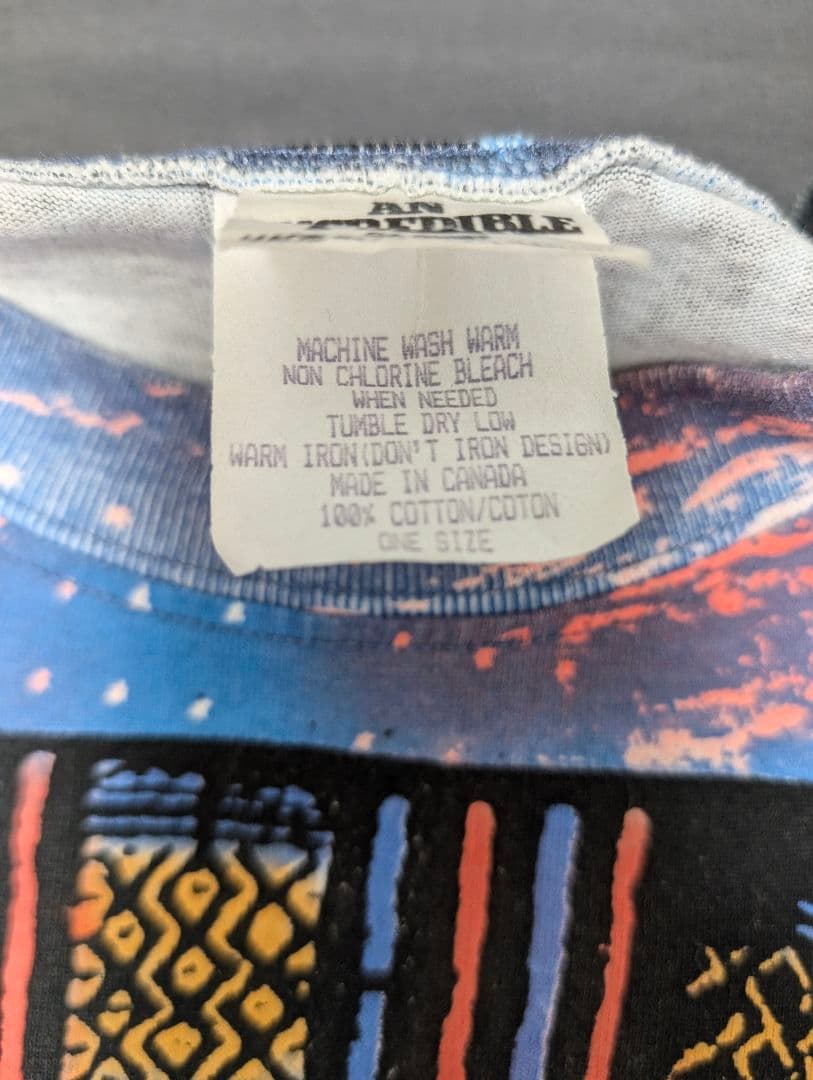 AN
INCREDIBLE
MACHINE WASH WARM
NON CHLORINE BLEACH
WHEN NEEDED
TUMBLE DRY LOW
WARM IRON(DON'T IRON DESIGN)
MADE IN CANADA
100% COTTON/COTON
ONE SIZE